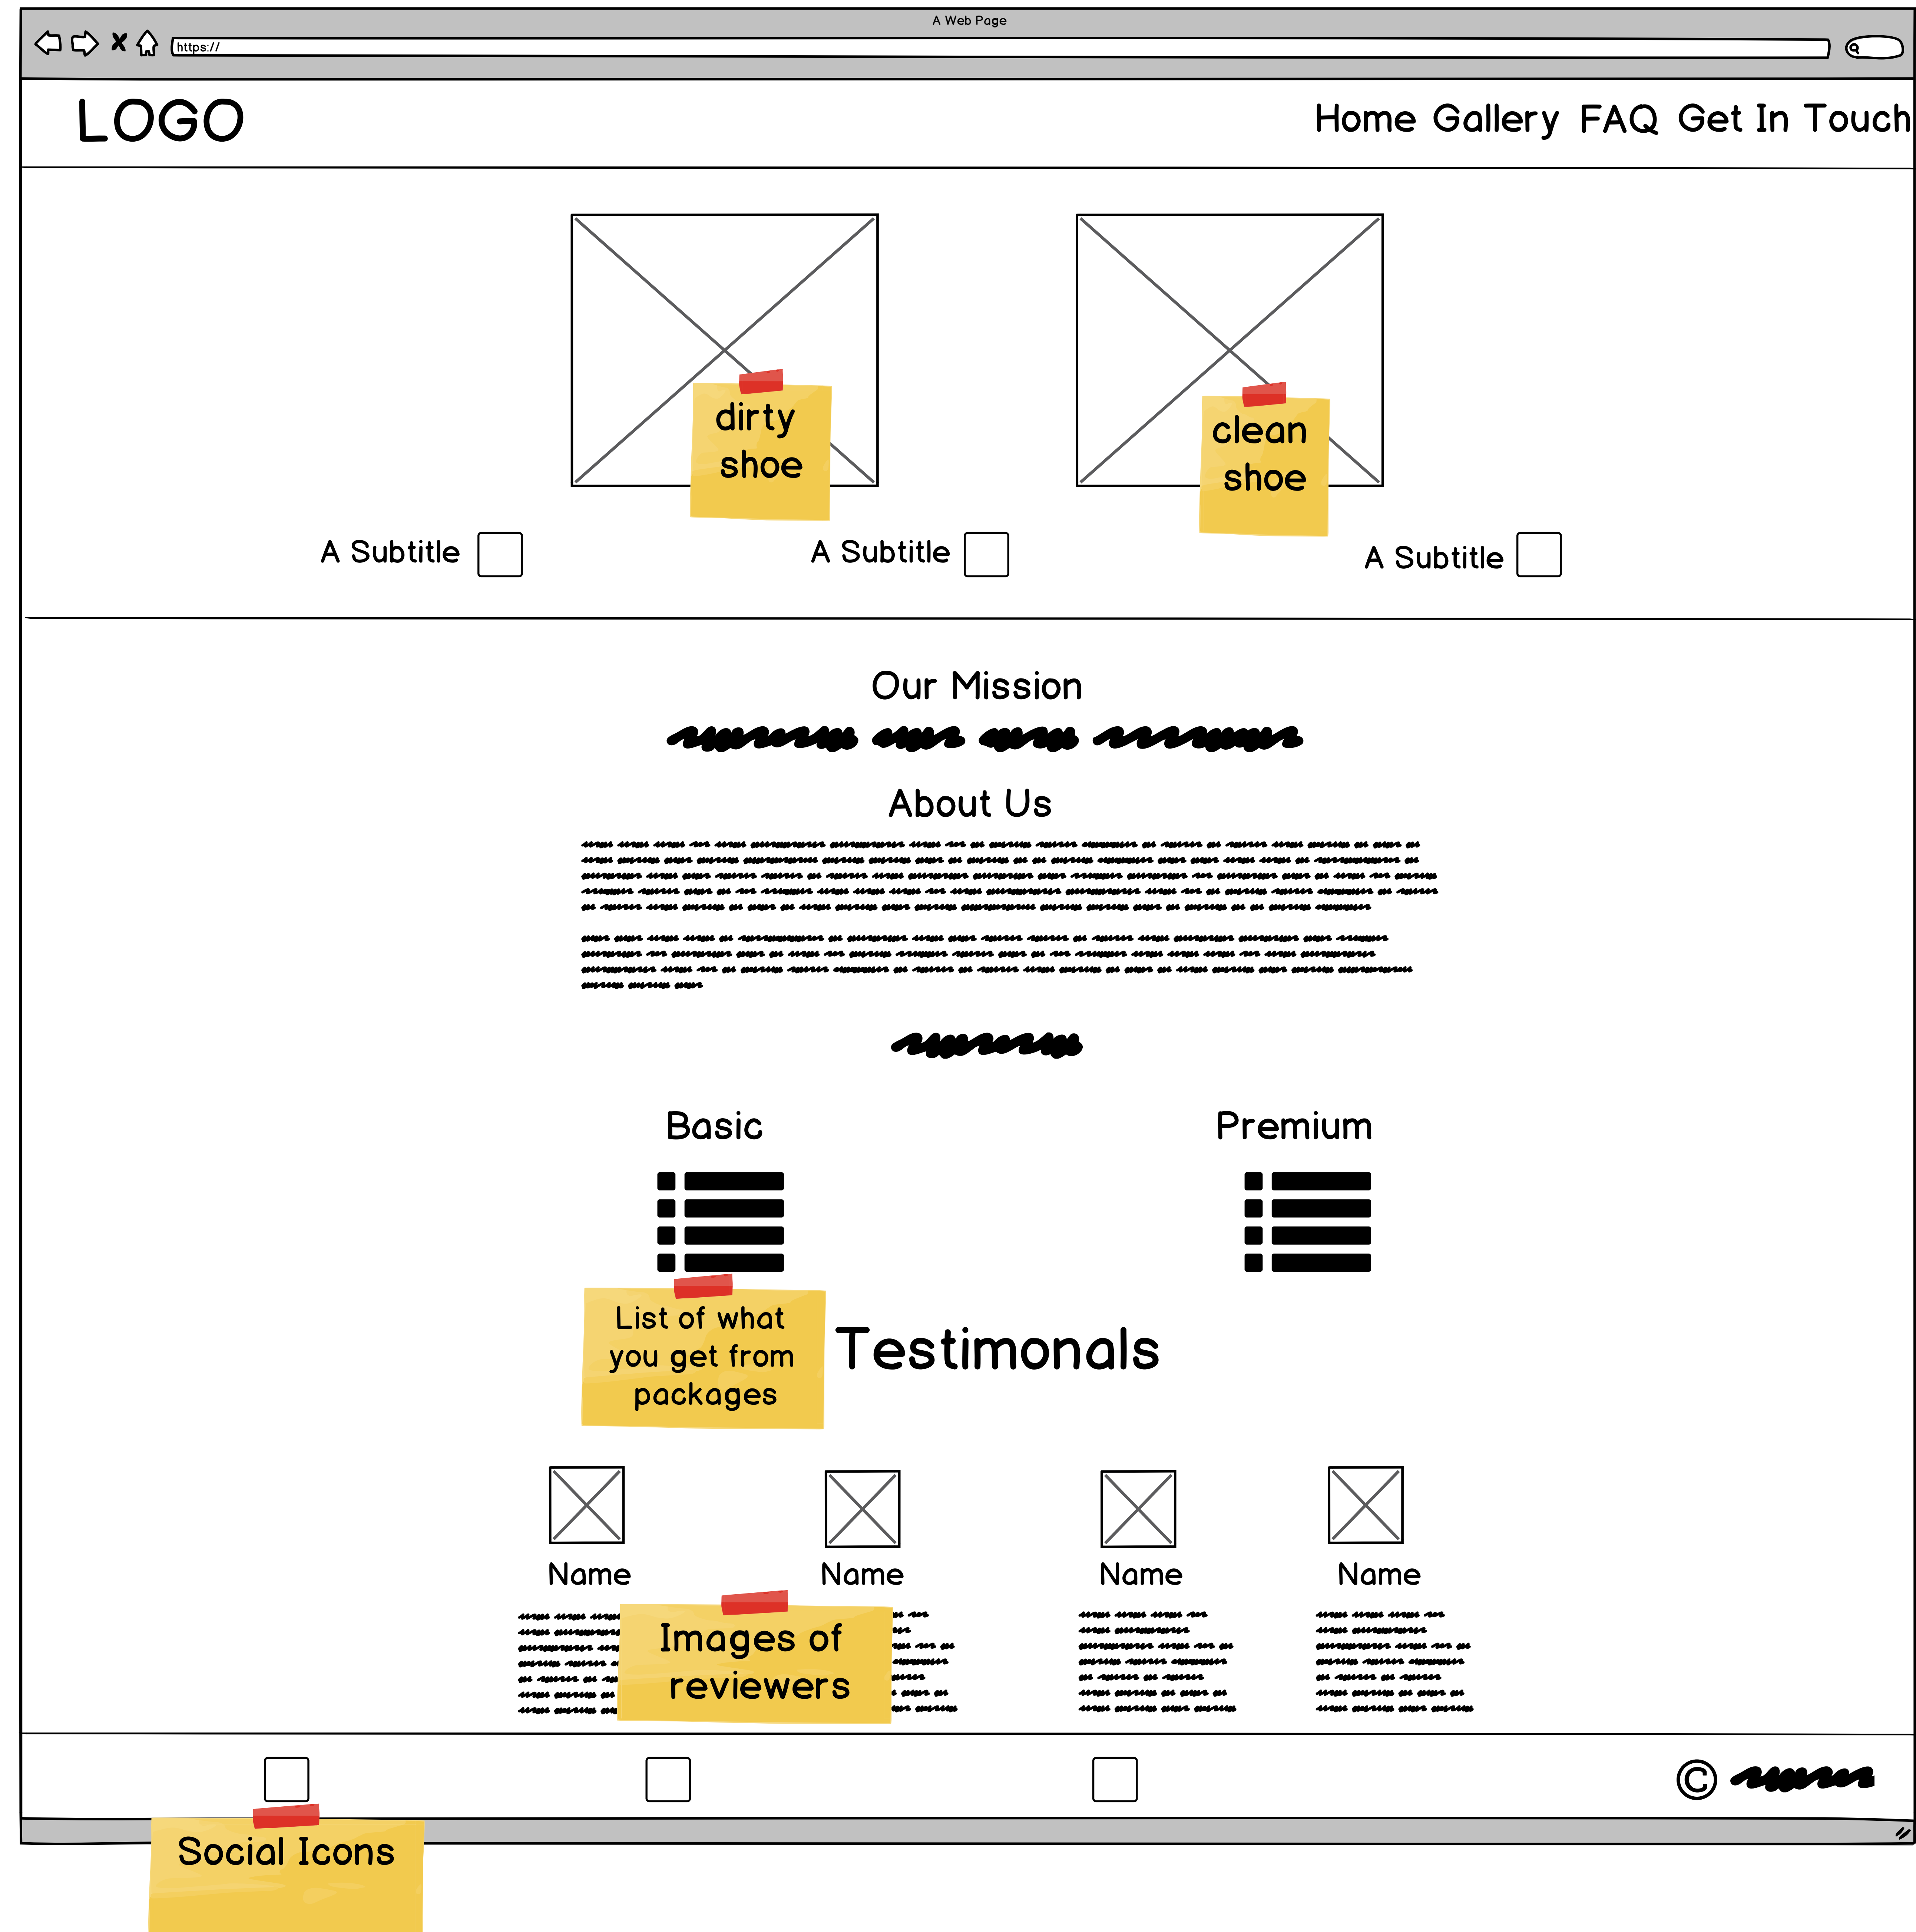 A Web Page
https://
LOGO
Home Gallery FAQ Get In Touch
dirty
shoe
clean
shoe
A Subtitle
A Subtitle
A Subtitle
Our Mission
About Us
Basic
Premium
List of what
you get from
packages
Testimonals
Name
Name
Name
Name
Images of
reviewers
©
Social Icons